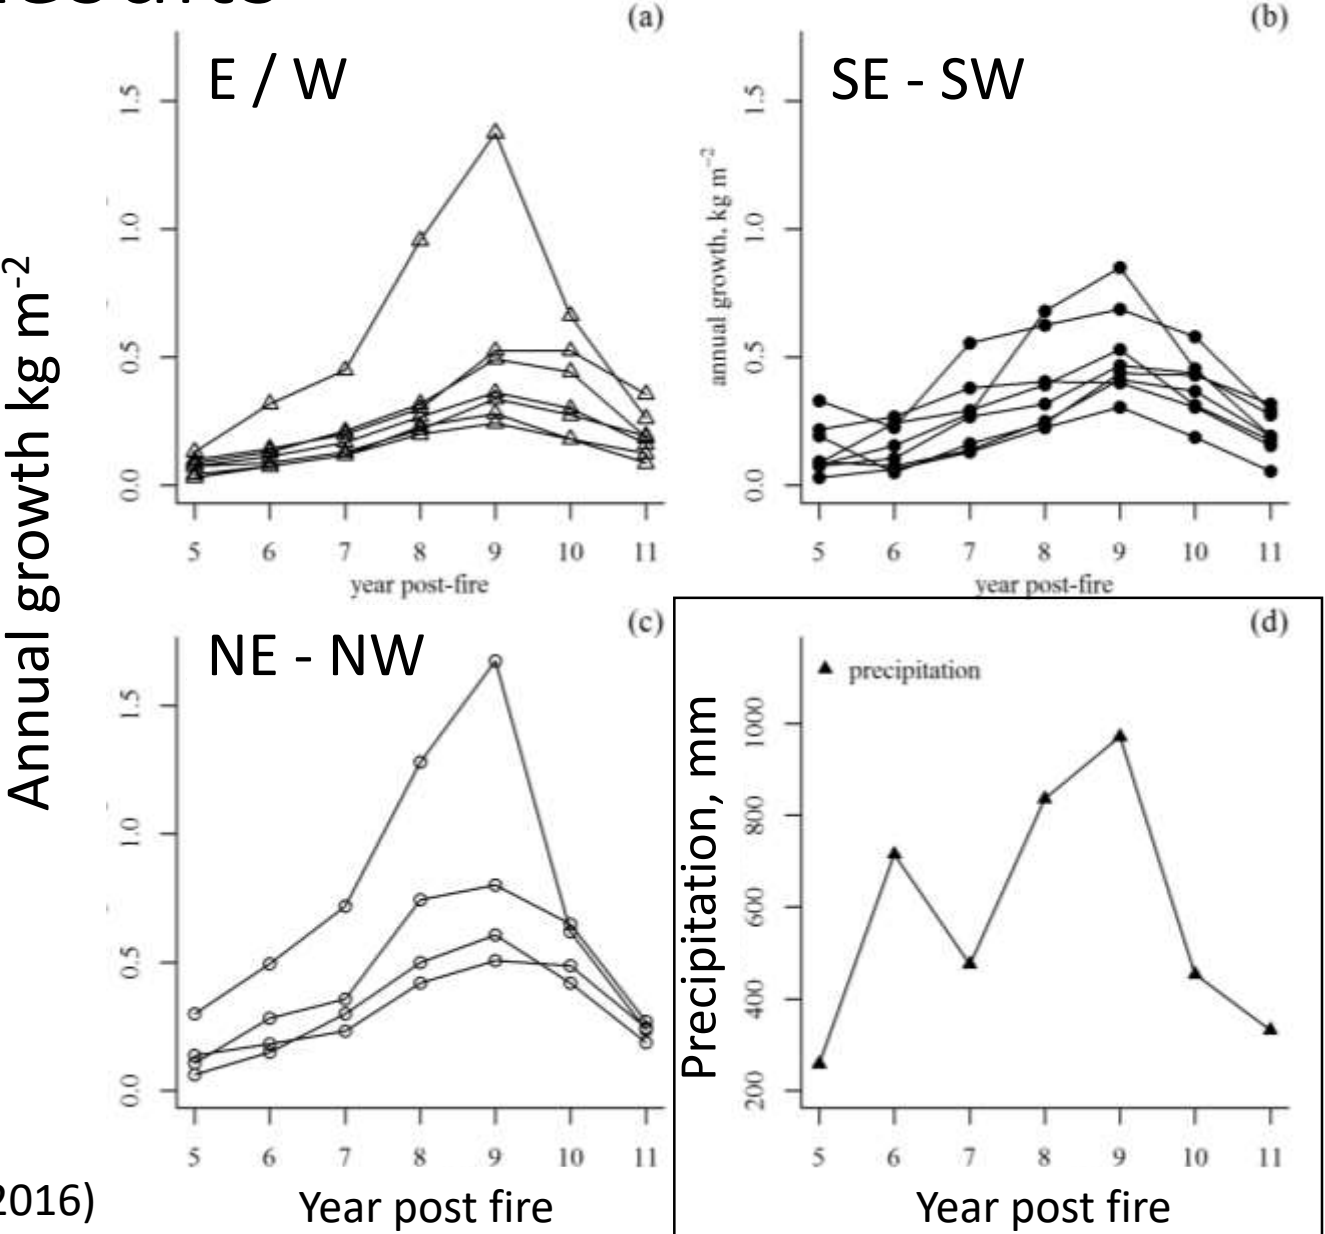 (a)
E / W
1.5
1.0
0.5
0.0
5 6 7 8 9 10 11
year post-fire
(b)
SE - SW
annual growth, kg m⁻²
1.5
1.0
0.5
0.0
5 6 7 8 9 10 11
year post-fire
Annual growth kg m⁻²
(c)
NE - NW
1.5
1.0
0.5
0.0
5 6 7 8 9 10 11
Year post fire
(d)
precipitation
Precipitation, mm
1000
800
600
400
200
5 6 7 8 9 10 11
Year post fire
2016)